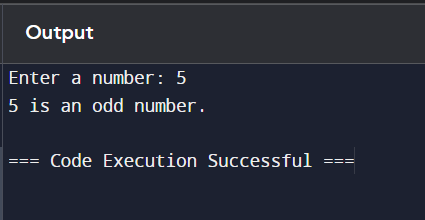 Output
Enter a number: 5
5 is an odd number.
=== Code Execution Successful ===